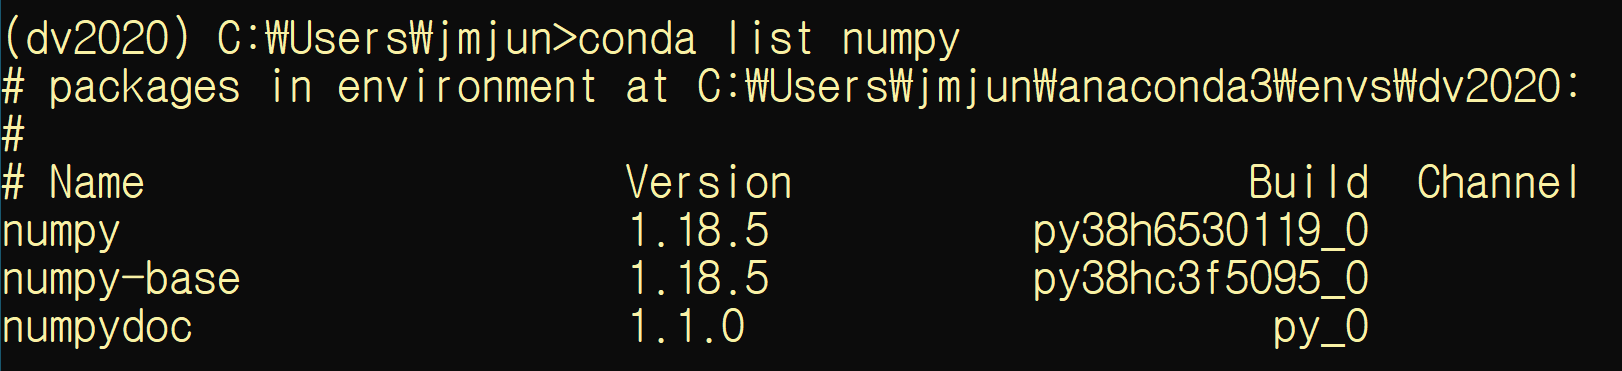 (dv2020) C:₩Users₩jmjun>conda list numpy
# packages in environment at C:₩Users₩jmjun₩anaconda3₩envs₩dv2020:
#
# Name                    Version                   Build  Channel
numpy                     1.18.5           py38h6530119_0
numpy-base                1.18.5           py38hc3f5095_0
numpydoc                  1.1.0                      py_0